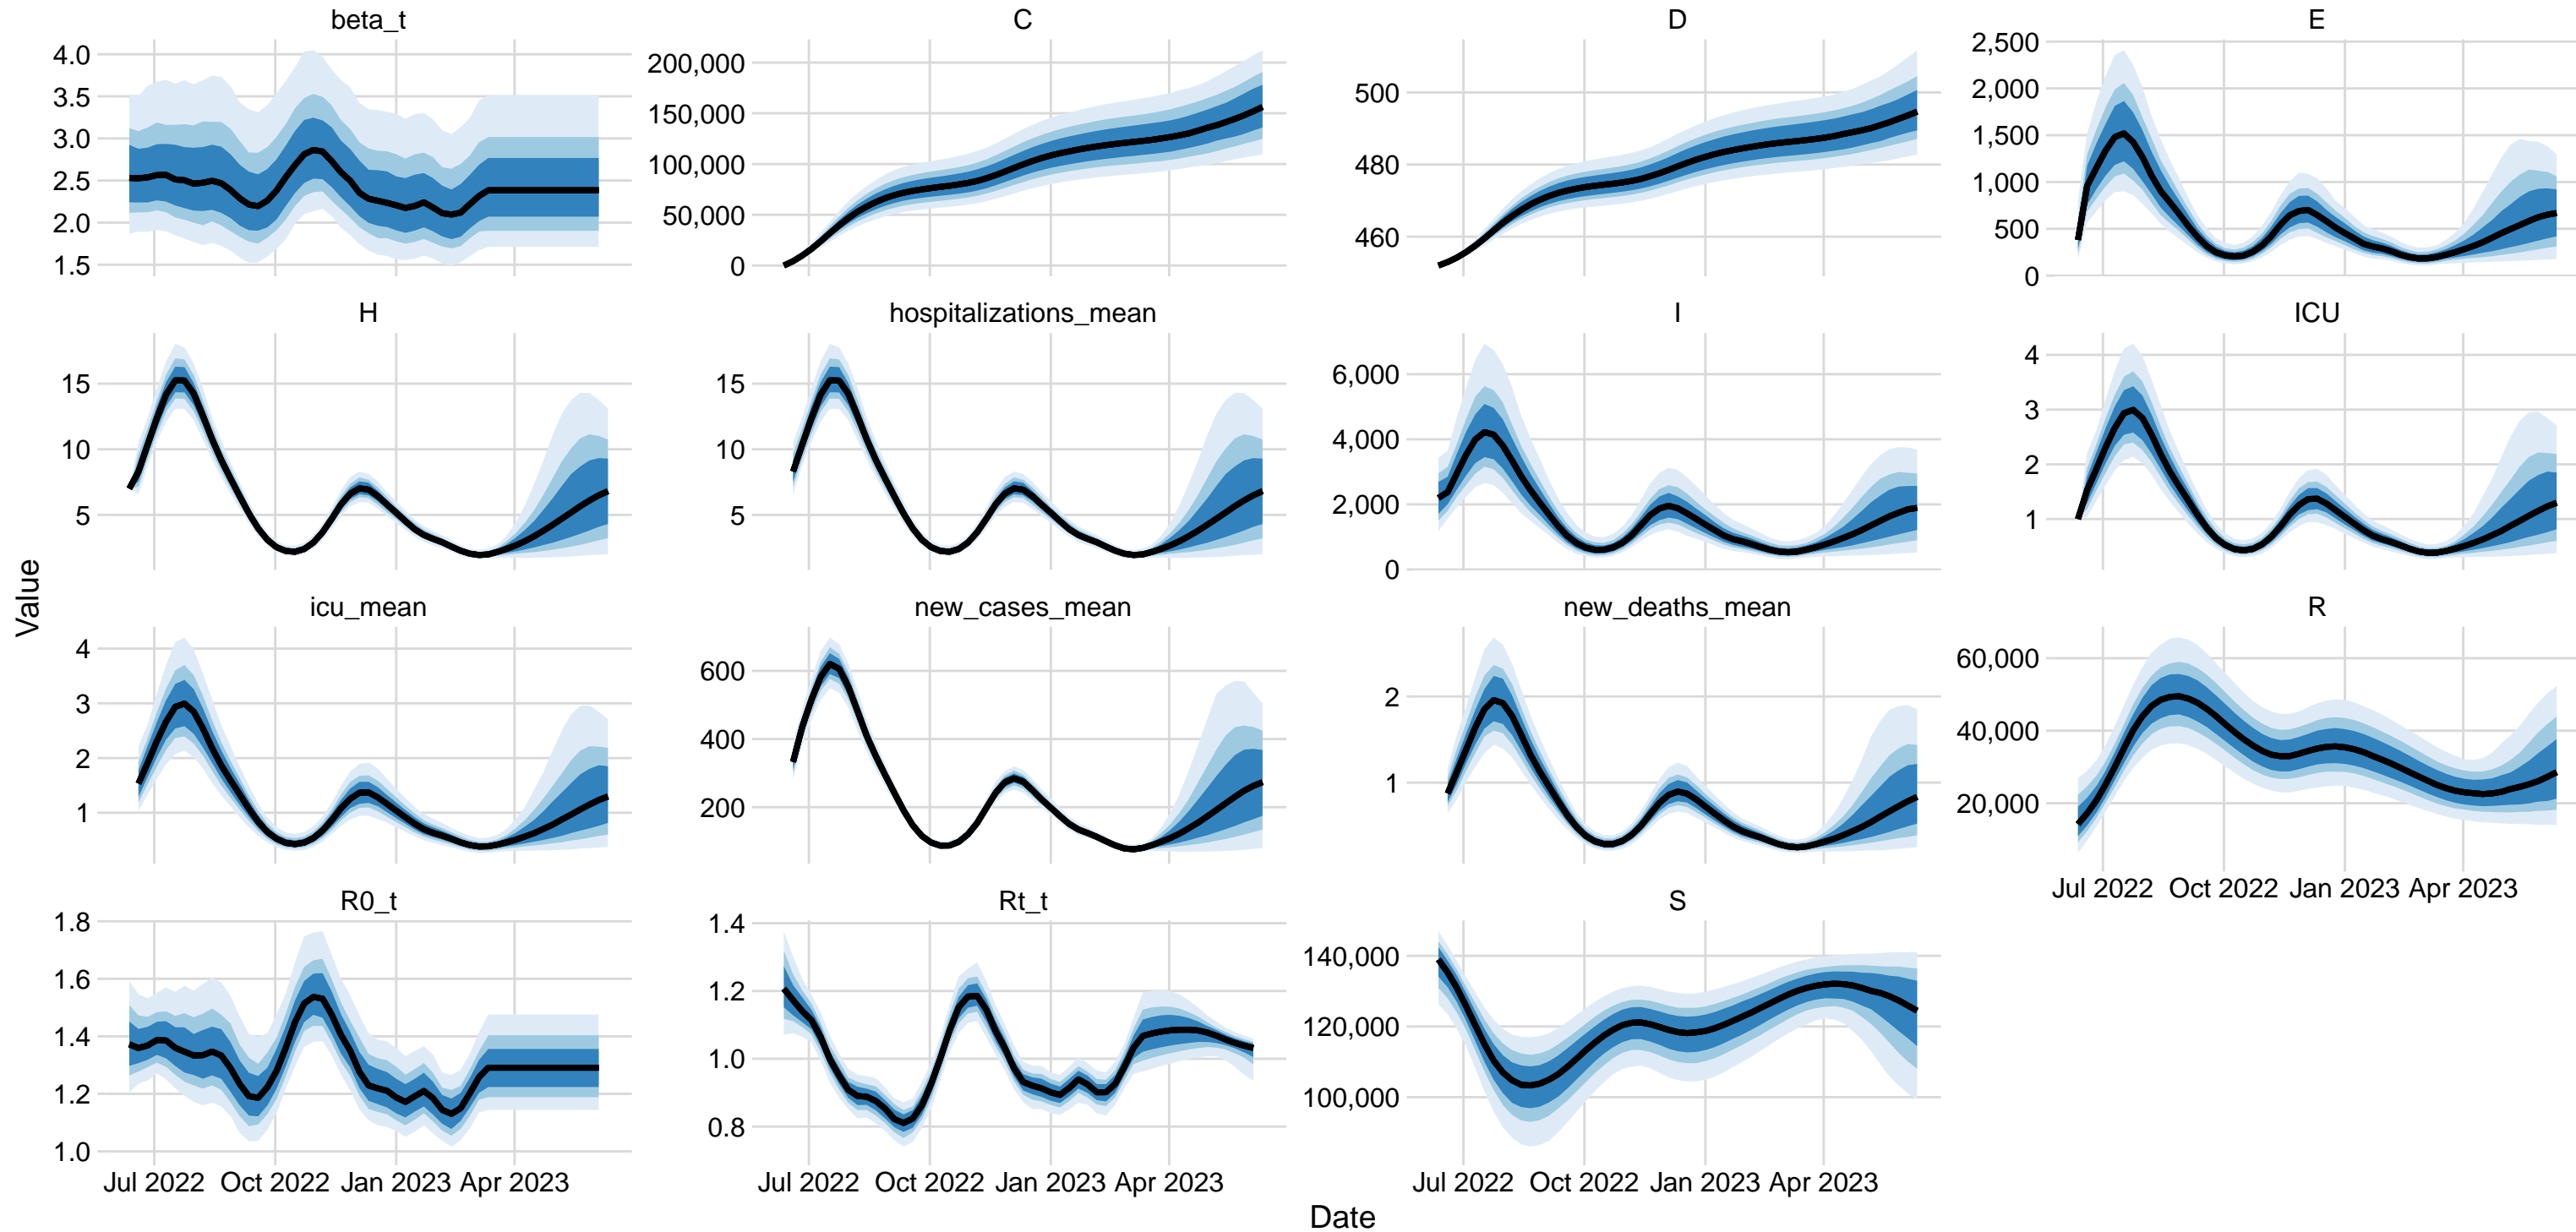 beta_t
C
D
E
4.0
3.5
3.0
2.5
2.0
1.5
200,000
150,000
100,000
50,000
0
500
480
460
2,500
2,000
1,500
1,000
500
0
H
hospitalizations_mean
I
ICU
15
10
5
15
10
5
6,000
4,000
2,000
0
4
3
2
1
Value
icu_mean
new_cases_mean
new_deaths_mean
R
4
3
2
1
600
400
200
2
1
60,000
40,000
20,000
Jul 2022 Oct 2022 Jan 2023 Apr 2023
R0_t
Rt_t
S
1.8
1.6
1.4
1.2
1.0
1.4
1.2
1.0
0.8
140,000
120,000
100,000
Jul 2022 Oct 2022 Jan 2023 Apr 2023
Jul 2022 Oct 2022 Jan 2023 Apr 2023
Jul 2022 Oct 2022 Jan 2023 Apr 2023
Date